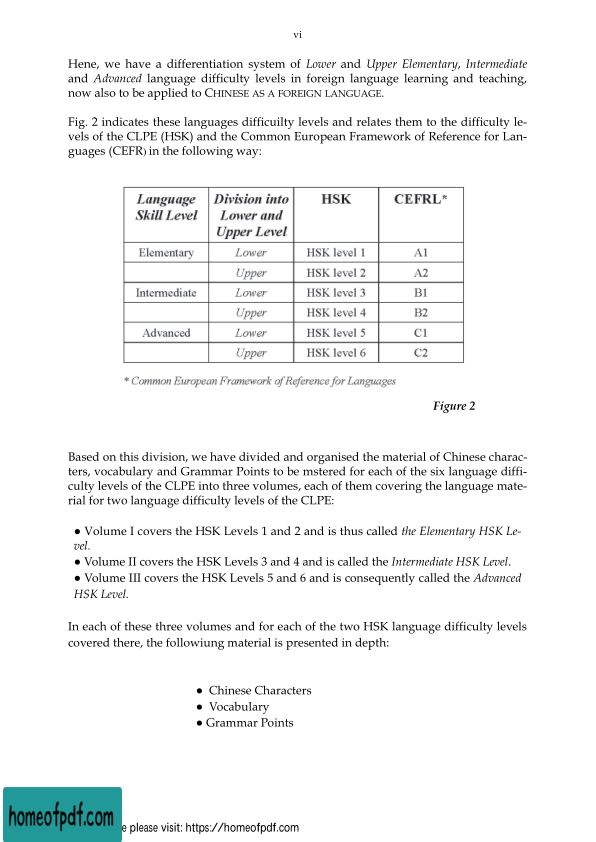 vi
Hene, we have a differentiation system of Lower and Upper Elementary, Intermediate
and Advanced language difficulty levels in foreign language learning and teaching,
now also to be applied to CHINESE AS A FOREIGN LANGUAGE.
Fig. 2 indicates these languages difficuilty levels and relates them to the difficulty le-
vels of the CLPE (HSK) and the Common European Framework of Reference for Lan-
guages (CEFR) in the following way:
Language Division into HSK CEFRL*
Skill Level Lower and
Upper Level
Elementary Lower HSK level 1 A1
Upper HSK level 2 A2
Intermediate Lower HSK level 3 B1
Upper HSK level 4 B2
Advanced Lower HSK level 5 C1
Upper HSK level 6 C2
* Common European Framework of Reference for Languages
Figure 2
Based on this division, we have divided and organised the material of Chinese charac-
ters, vocabulary and Grammar Points to be mstered for each of the six language diffi-
culty levels of the CLPE into three volumes, each of them covering the language mate-
rial for two language difficulty levels of the CLPE:
● Volume I covers the HSK Levels 1 and 2 and is thus called the Elementary HSK Le-
vel.
● Volume II covers the HSK Levels 3 and 4 and is called the Intermediate HSK Level.
● Volume III covers the HSK Levels 5 and 6 and is consequently called the Advanced
HSK Level.
In each of these three volumes and for each of the two HSK language difficulty levels
covered there, the followiung material is presented in depth:
● Chinese Characters
● Vocabulary
● Grammar Points
homeofpdf.com
e please visit: https://homeofpdf.com